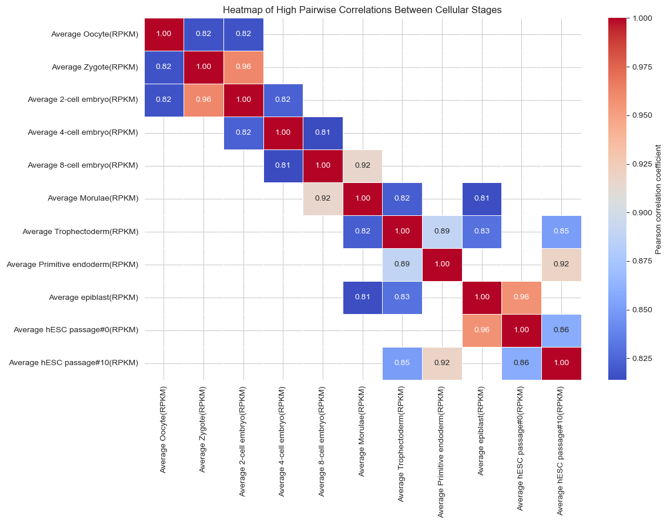 Heatmap of High Pairwise Correlations Between Cellular Stages
Average Oocyte(RPKM) 1.00 0.82 0.82
Average Zygote(RPKM) 0.82 1.00 0.96
Average 2-cell embryo(RPKM) 0.82 0.96 1.00 0.82
Average 4-cell embryo(RPKM) 0.82 1.00 0.81
Average 8-cell embryo(RPKM) 0.81 1.00 0.92
Average Morulae(RPKM) 0.92 1.00 0.82 0.81
Average Trophectoderm(RPKM) 0.82 1.00 0.89 0.83 0.85
Average Primitive endoderm(RPKM) 0.89 1.00 0.92
Average epiblast(RPKM) 0.81 0.83 1.00 0.96
Average hESC passage#0(RPKM) 0.96 1.00 0.86
Average hESC passage#10(RPKM) 0.85 0.92 0.86 1.00
Average Oocyte(RPKM)
Average Zygote(RPKM)
Average 2-cell embryo(RPKM)
Average 4-cell embryo(RPKM)
Average 8-cell embryo(RPKM)
Average Morulae(RPKM)
Average Trophectoderm(RPKM)
Average Primitive endoderm(RPKM)
Average epiblast(RPKM)
Average hESC passage#0(RPKM)
Average hESC passage#10(RPKM)
1.000
0.975
0.950
0.925
0.900
0.875
0.850
0.825
Pearson correlation coefficient